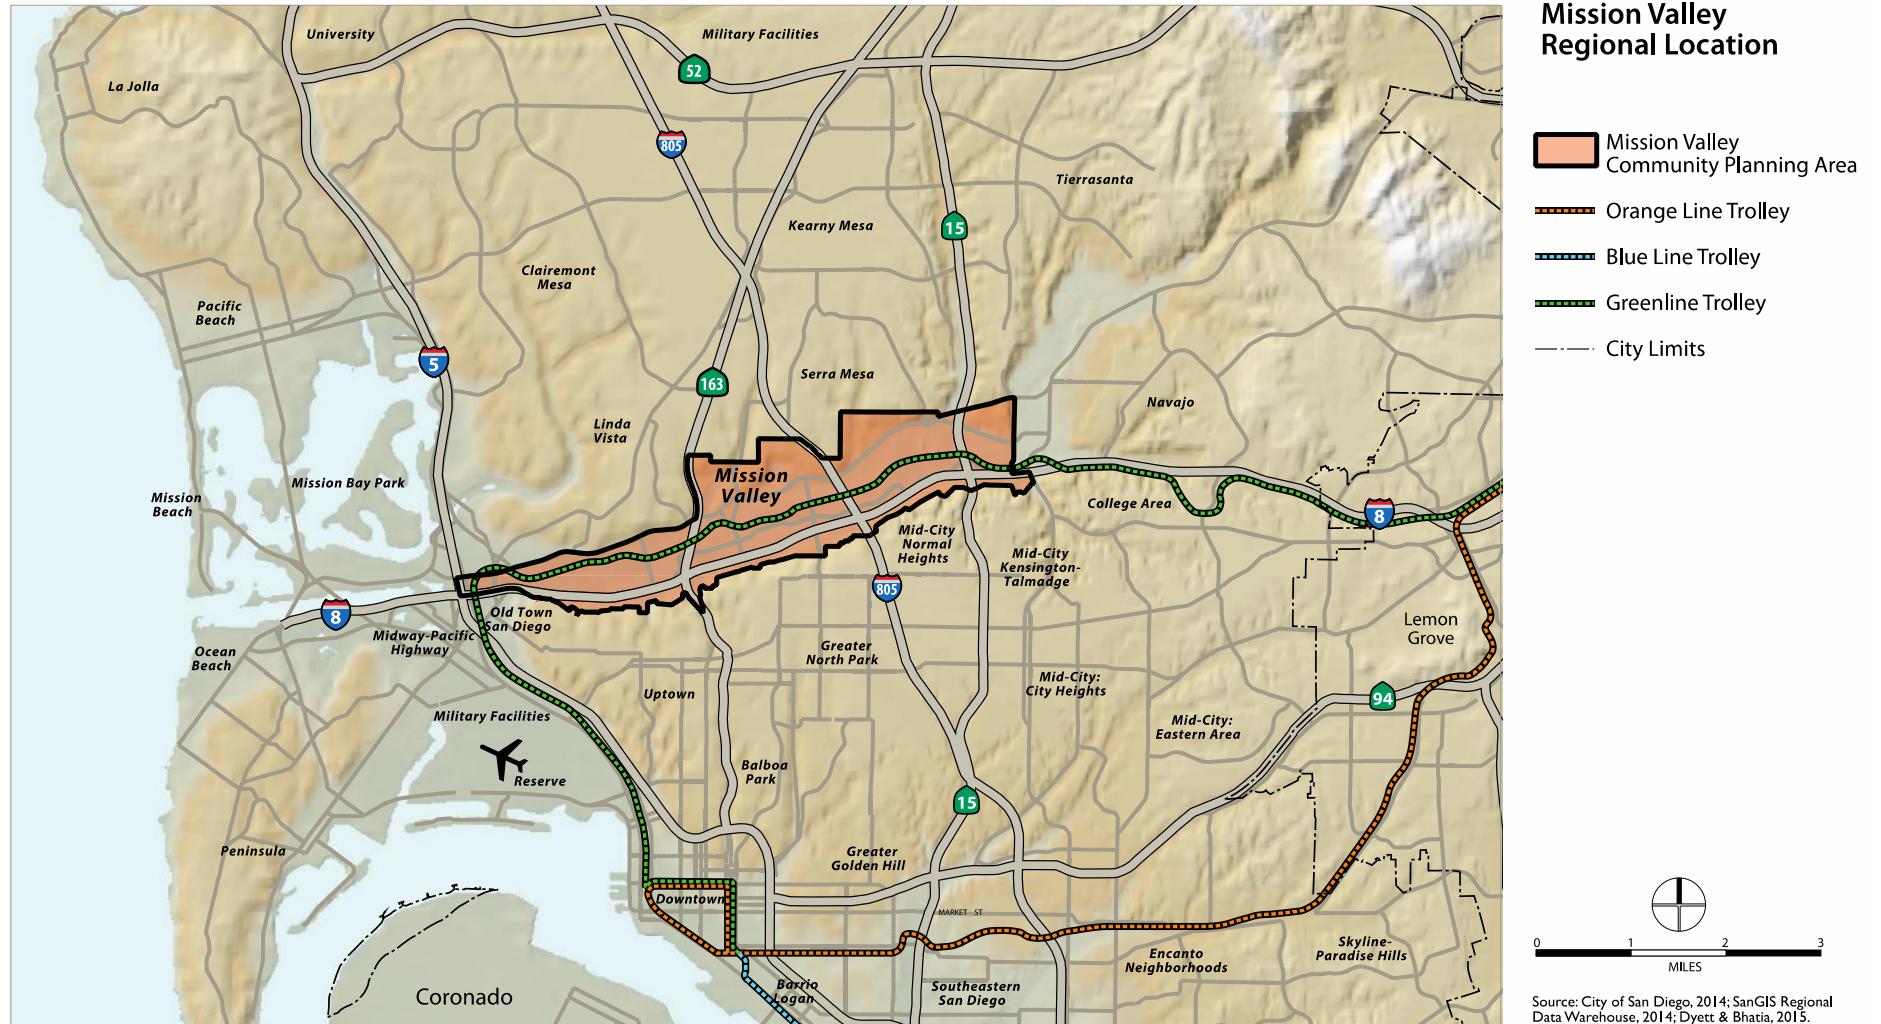 Mission Valley
Regional Location
Mission Valley
Community Planning Area
Orange Line Trolley
Blue Line Trolley
Greenline Trolley
City Limits
0
1
2
3
MILES
Source: City of San Diego, 2014; SanGIS Regional
Data Warehouse, 2014; Dyett & Bhatia, 2015.
University
Military Facilities
52
La Jolla
805
Tierrasanta
Kearny Mesa
15
Clairemont
Mesa
Pacific
Beach
5
163
Serra Mesa
Navajo
Linda
Vista
Mission
Valley
Mission Bay Park
Mission
Beach
College Area
8
Mid-City
Normal
Heights
Mid-City
Kensington-
Talmadge
805
8
Old Town
San Diego
Midway-Pacific
Highway
Ocean
Beach
Lemon
Grove
Greater
North Park
Uptown
Mid-City:
City Heights
94
Military Facilities
Mid-City:
Eastern Area
Balboa
Park
Reserve
15
Peninsula
Greater
Golden Hill
Downtown
MARKET ST
Encanto
Neighborhoods
Skyline-
Paradise Hills
Coronado
Barrio
Logan
Southeastern
San Diego